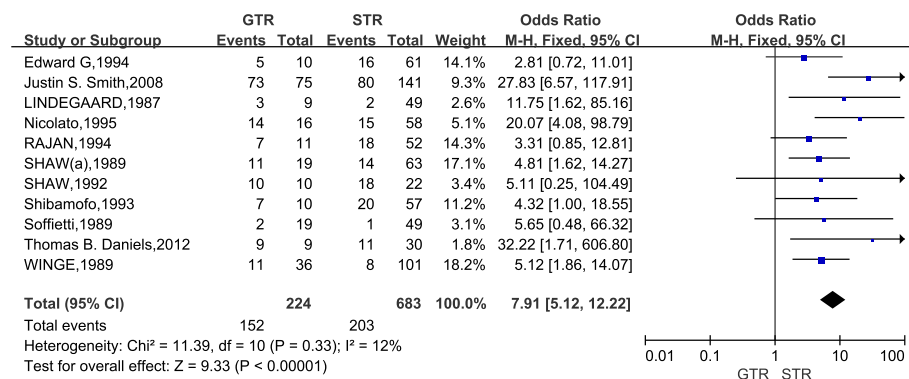 GTR STR Odds Ratio Odds Ratio
Study or Subgroup Events Total Events Total Weight M-H, Fixed, 95% CI M-H, Fixed, 95% CI
Edward G,1994 5 10 16 61 14.1% 2.81 [0.72, 11.01]
Justin S. Smith,2008 73 75 80 141 9.3% 27.83 [6.57, 117.91]
LINDEGAARD,1987 3 9 2 49 2.6% 11.75 [1.62, 85.16]
Nicolato,1995 14 16 15 58 5.1% 20.07 [4.08, 98.79]
RAJAN,1994 7 11 18 52 14.3% 3.31 [0.85, 12.81]
SHAW(a),1989 11 19 14 63 17.1% 4.81 [1.62, 14.27]
SHAW,1992 10 10 18 22 3.4% 5.11 [0.25, 104.49]
Shibamofo,1993 7 10 20 57 11.2% 4.32 [1.00, 18.55]
Soffietti,1989 2 19 1 49 3.1% 5.65 [0.48, 66.32]
Thomas B. Daniels,2012 9 9 11 30 1.8% 32.22 [1.71, 606.80]
WINGE,1989 11 36 8 101 18.2% 5.12 [1.86, 14.07]
Total (95% CI) 224 683 100.0% 7.91 [5.12, 12.22]
Total events 152 203
Heterogeneity: Chi² = 11.39, df = 10 (P = 0.33); I² = 12%
Test for overall effect: Z = 9.33 (P < 0.00001)
0.01 0.1 1 10 100
GTR STR